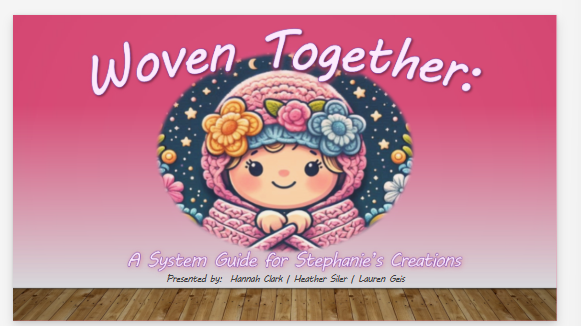 Woven Together:
A System Guide for Stephanie's Creations
Presented by: Hannah Clark | Heather Siler | Lauren Geis